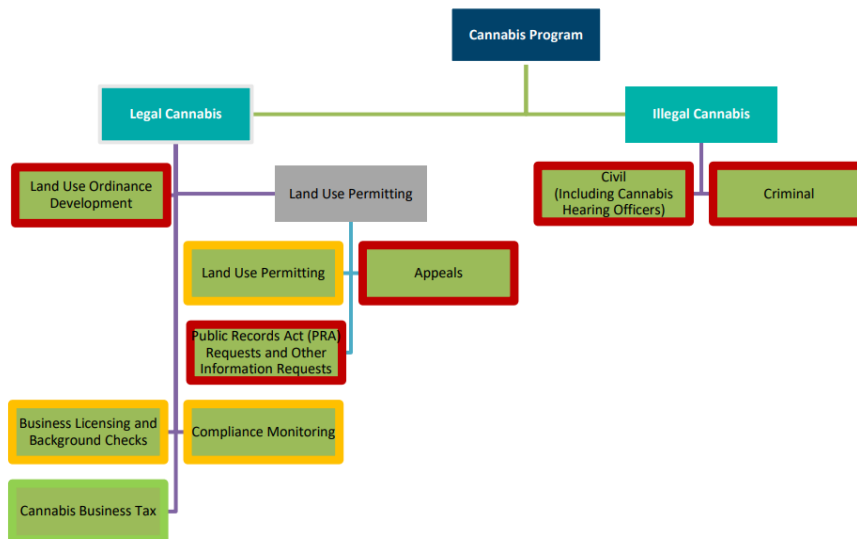 Cannabis Program
Legal Cannabis
Illegal Cannabis
Land Use Ordinance
Development
Land Use Permitting
Civil
(Including Cannabis
Hearing Officers)
Criminal
Land Use Permitting
Appeals
Public Records Act (PRA)
Requests and Other
Information Requests
Business Licensing and
Background Checks
Compliance Monitoring
Cannabis Business Tax